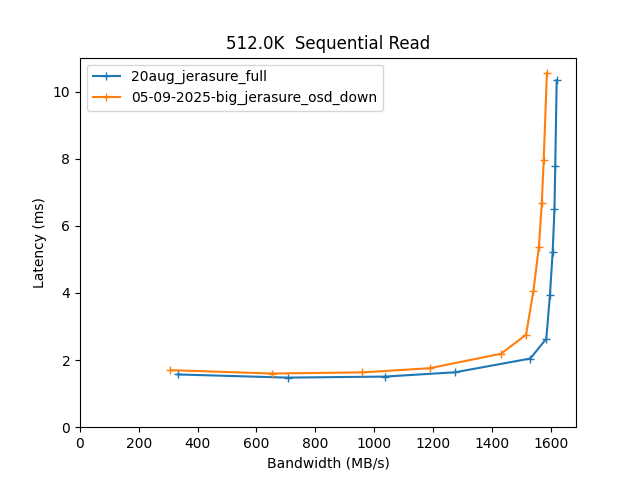 512.0K  Sequential Read
20aug_jerasure_full
05-09-2025-big_jerasure_osd_down
10
8
6
4
2
0
Latency (ms)
0 200 400 600 800 1000 1200 1400 1600
Bandwidth (MB/s)